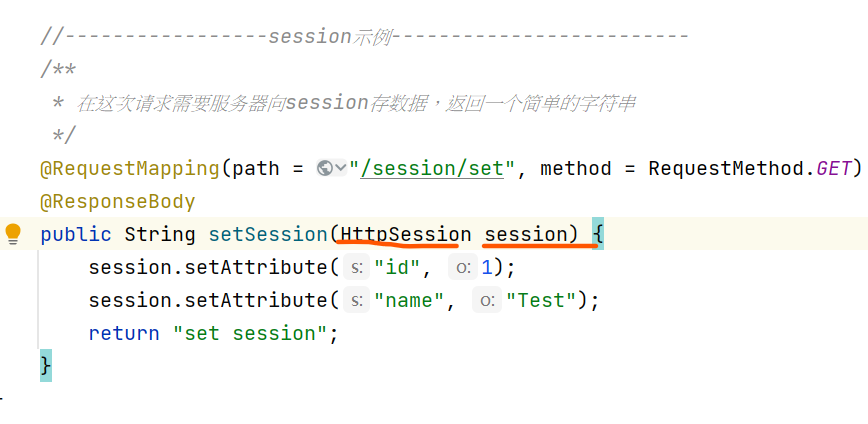 //-----------------session示例-------------------------
/**
* 在这次请求需要服务器向session存数据，返回一个简单的字符串
*/
@RequestMapping(path = "/session/set", method = RequestMethod.GET)
@ResponseBody
public String setSession(HttpSession session) {
session.setAttribute( s: "id", o: 1);
session.setAttribute( s: "name", o: "Test");
return "set session";
}